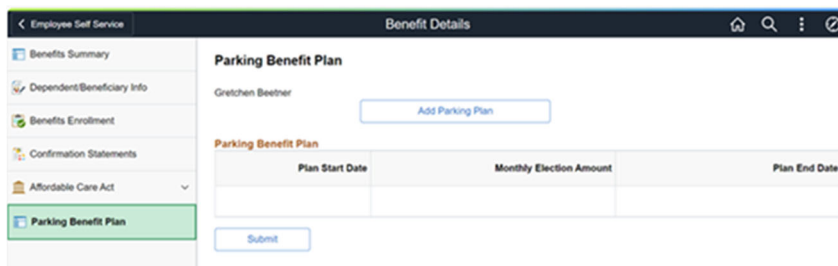 Employee Self Service
Benefit Details
Benefits Summary
Dependent/Beneficiary Info
Benefits Enrollment
Confirmation Statements
Affordable Care Act
Parking Benefit Plan
Parking Benefit Plan
Gretchen Beetner
Add Parking Plan
Parking Benefit Plan
Plan Start Date Monthly Election Amount Plan End Date
Submit